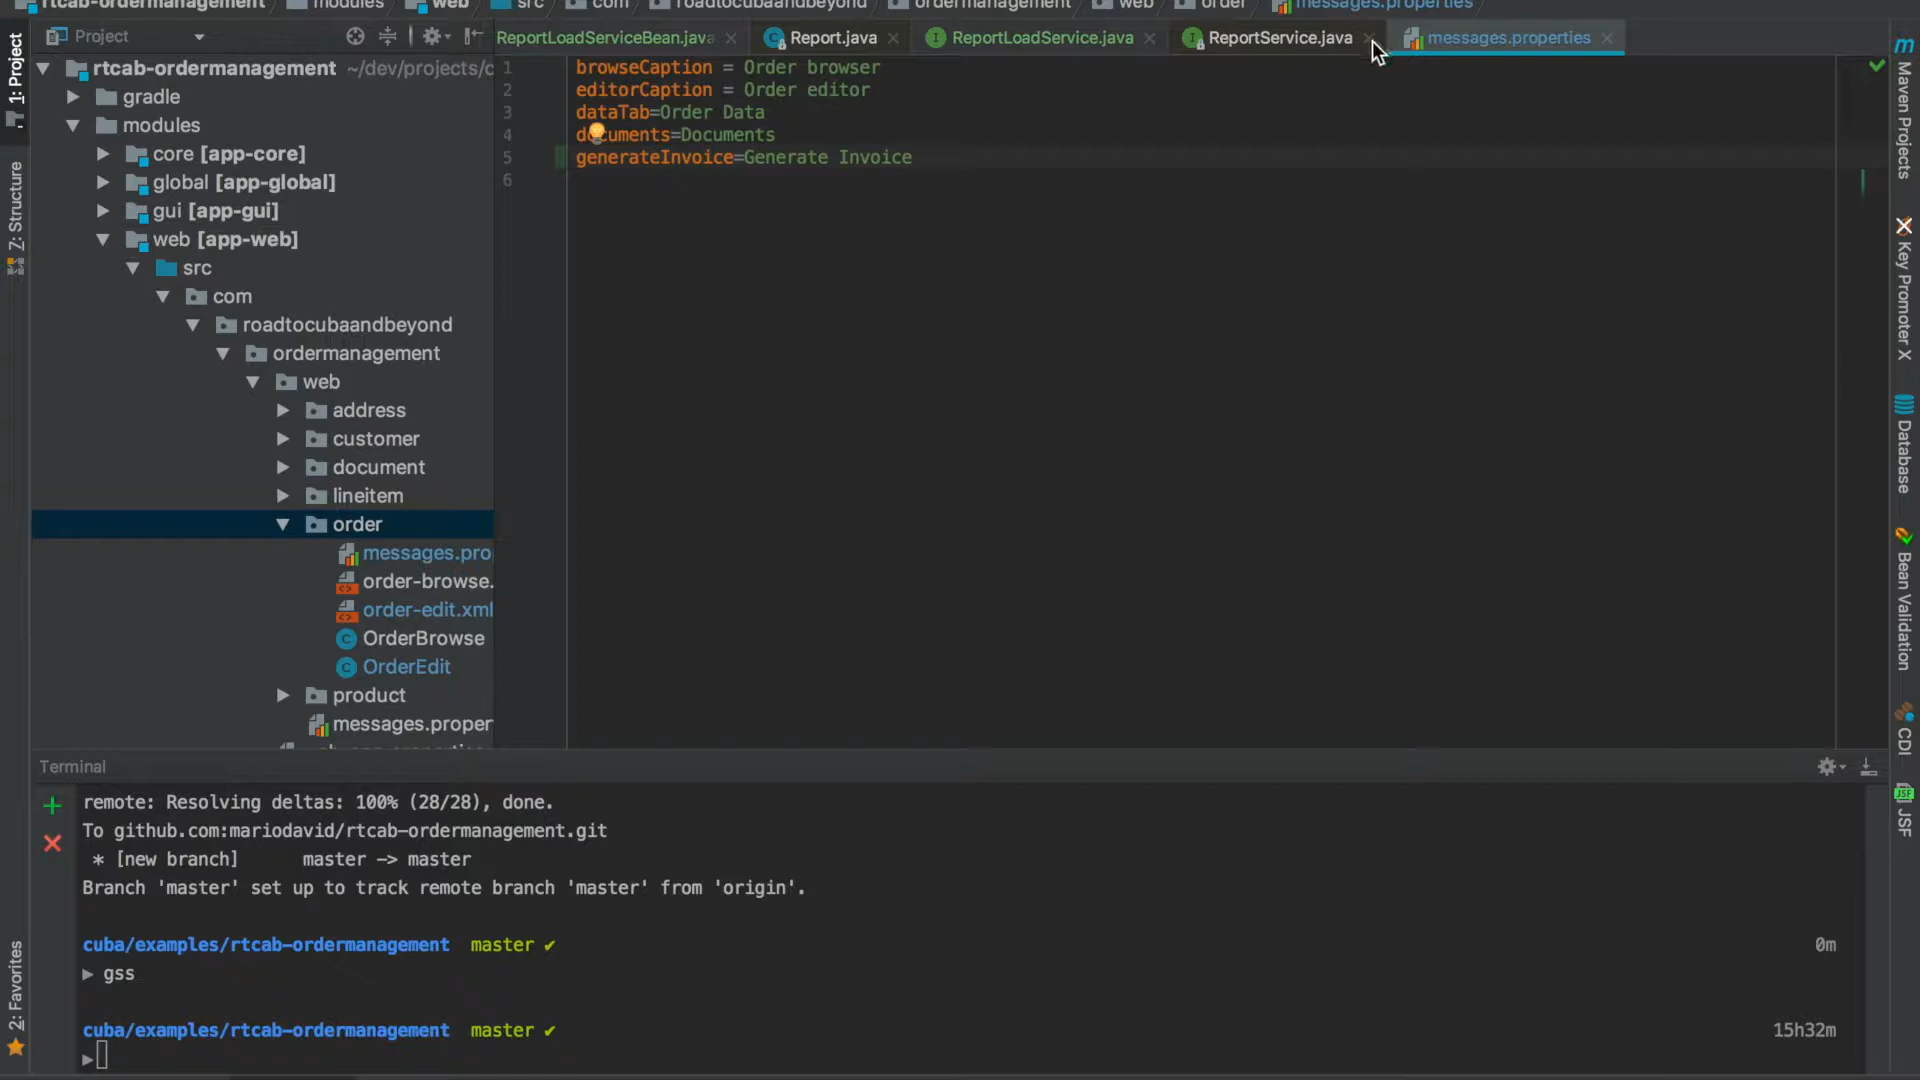 rtcab-ordermanagement modules web src com roadtocubaandbeyond ordermanagement web order messages.properties
Project
ReportLoadServiceBean.java Report.java ReportLoadService.java ReportService.java messages.properties
1: Project
Z: Structure
2: Favorites
rtcab-ordermanagement ~/dev/projects/c
gradle
modules
core [app-core]
global [app-global]
gui [app-gui]
web [app-web]
src
com
roadtocubaandbeyond
ordermanagement
web
address
customer
document
lineitem
order
messages.pro
order-browse.
order-edit.xml
OrderBrowse
OrderEdit
product
messages.proper
1 browseCaption = Order browser
2 editorCaption = Order editor
3 dataTab=Order Data
4 documents=Documents
5 generateInvoice=Generate Invoice
6
Maven Projects
Key Promoter X
Database
Bean Validation
CDI
JSF
Terminal
remote: Resolving deltas: 100% (28/28), done.
To github.com:mariodavid/rtcab-ordermanagement.git
* [new branch] master -> master
Branch 'master' set up to track remote branch 'master' from 'origin'.
cuba/examples/rtcab-ordermanagement master ✔ 0m
▶ gss
cuba/examples/rtcab-ordermanagement master ✔ 15h32m
▶